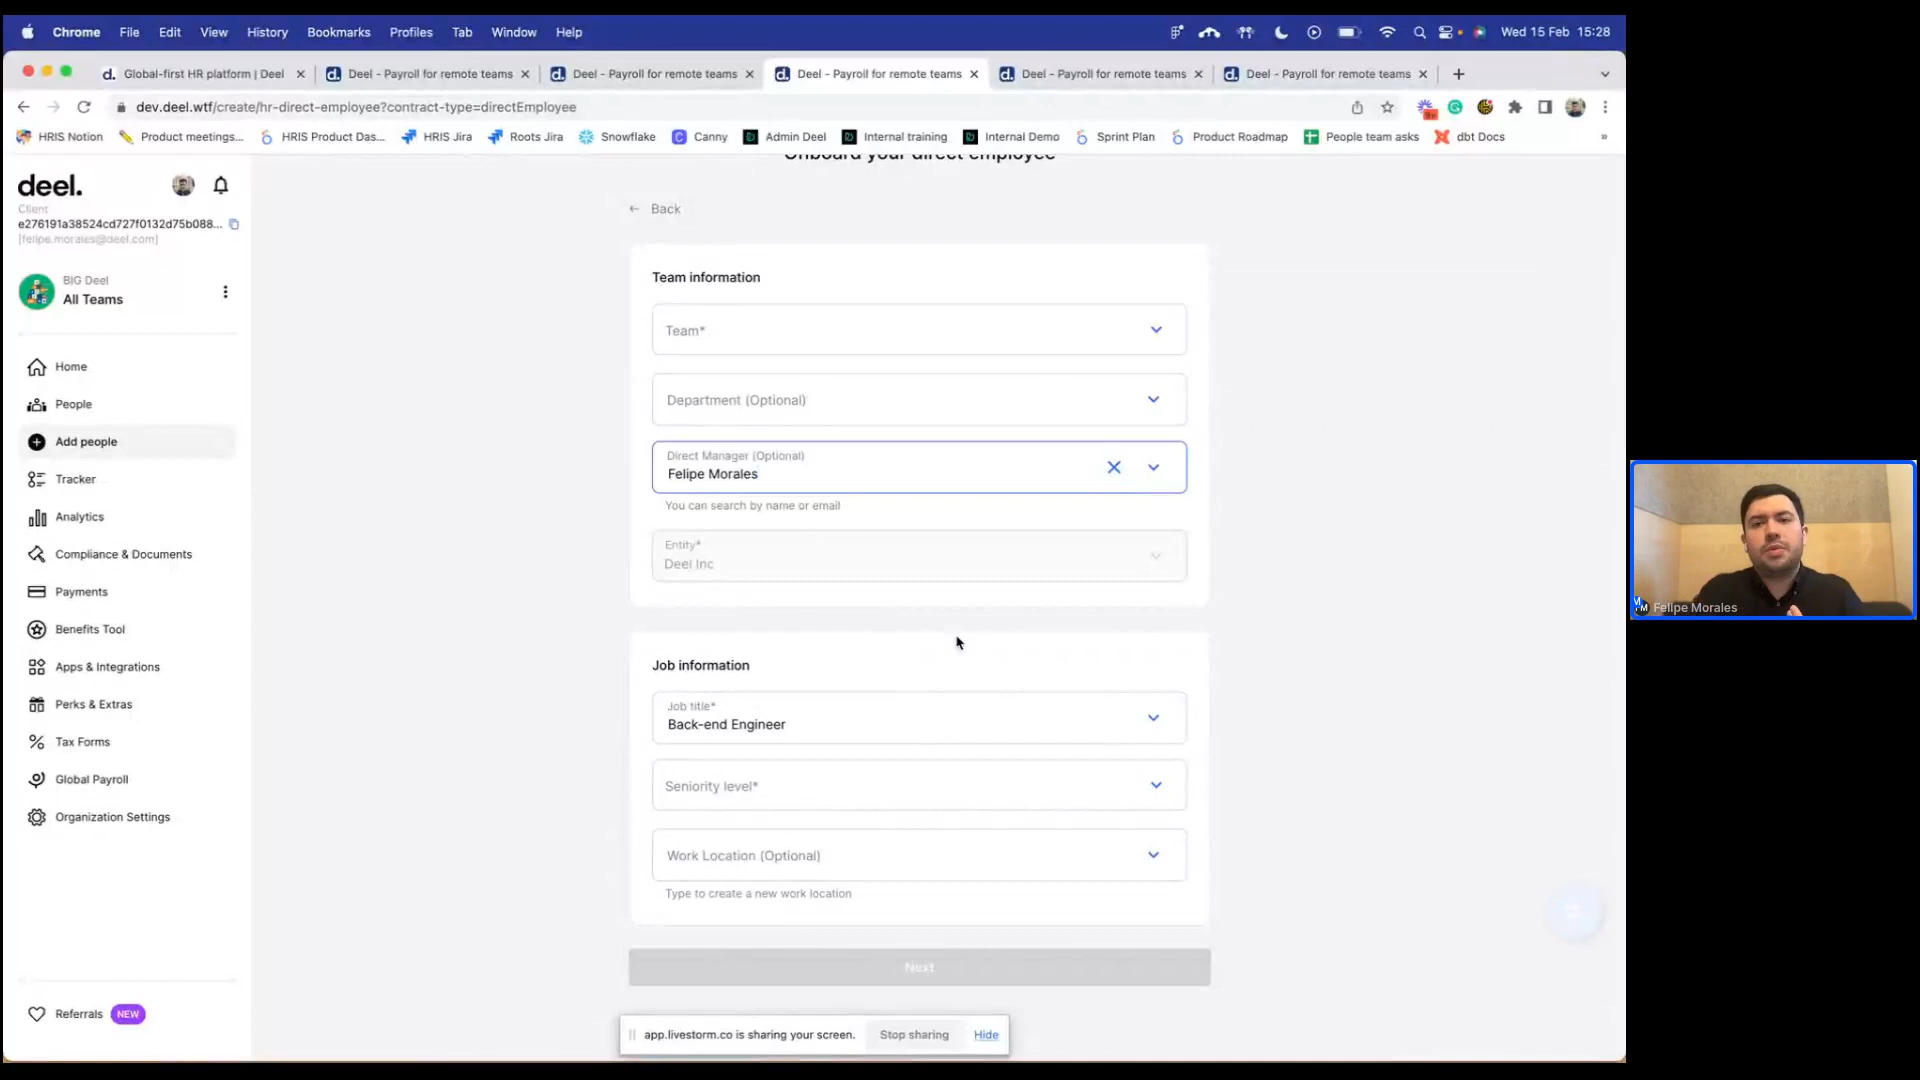 Chrome File Edit View History Bookmarks Profiles Tab Window Help Wed 15 Feb 15:28
Global-first HR platform | Deel Deel - Payroll for remote teams Deel - Payroll for remote teams Deel - Payroll for remote teams Deel - Payroll for remote teams Deel - Payroll for remote teams
dev.deel.wtf/create/hr-direct-employee?contract-type=directEmployee
HRIS Notion Product meetings... HRIS Product Das... HRIS Jira Roots Jira Snowflake Canny Admin Deel Internal training Internal Demo Sprint Plan Product Roadmap People team asks dbt Docs »
Onboard your direct employee
deel.
Client
e276191a38524cd727f0132d75b088...
[felipe.morales@deel.com]
BIG Deel
All Teams
Home
People
Add people
Tracker
Analytics
Compliance & Documents
Payments
Benefits Tool
Apps & Integrations
Perks & Extras
Tax Forms
Global Payroll
Organization Settings
Referrals NEW
← Back
Team information
Team*
Department (Optional)
Direct Manager (Optional)
Felipe Morales
You can search by name or email
Entity*
Deel Inc
Job information
Job title*
Back-end Engineer
Seniority level*
Work Location (Optional)
Type to create a new work location
Next
app.livestorm.co is sharing your screen. Stop sharing Hide
Felipe Morales